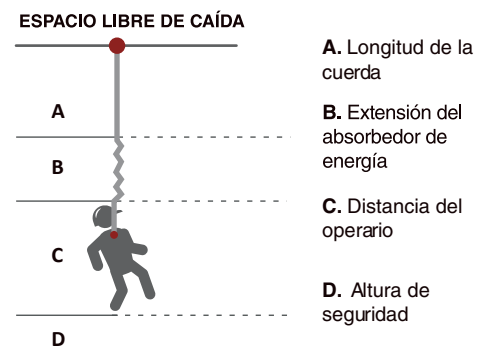 ESPACIO LIBRE DE CAÍDA
A
B
C
D
A. Longitud de la
cuerda
B. Extensión del
absorbedor de
energía
C. Distancia del
operario
D. Altura de
seguridad